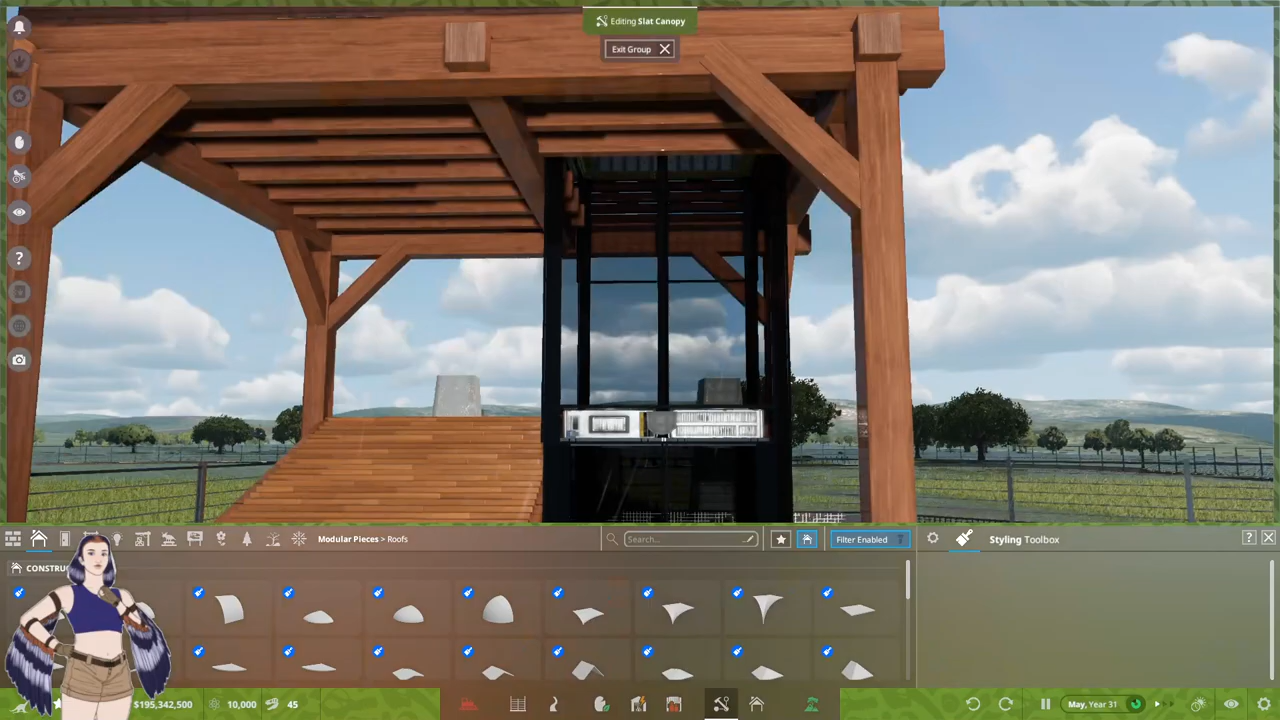 Editing Slat Canopy
Exit Group
Modular Pieces > Roofs
Search...
Filter Enabled
Styling Toolbox
CONSTRUC
$195,342,500
10,000
45
May, Year 31